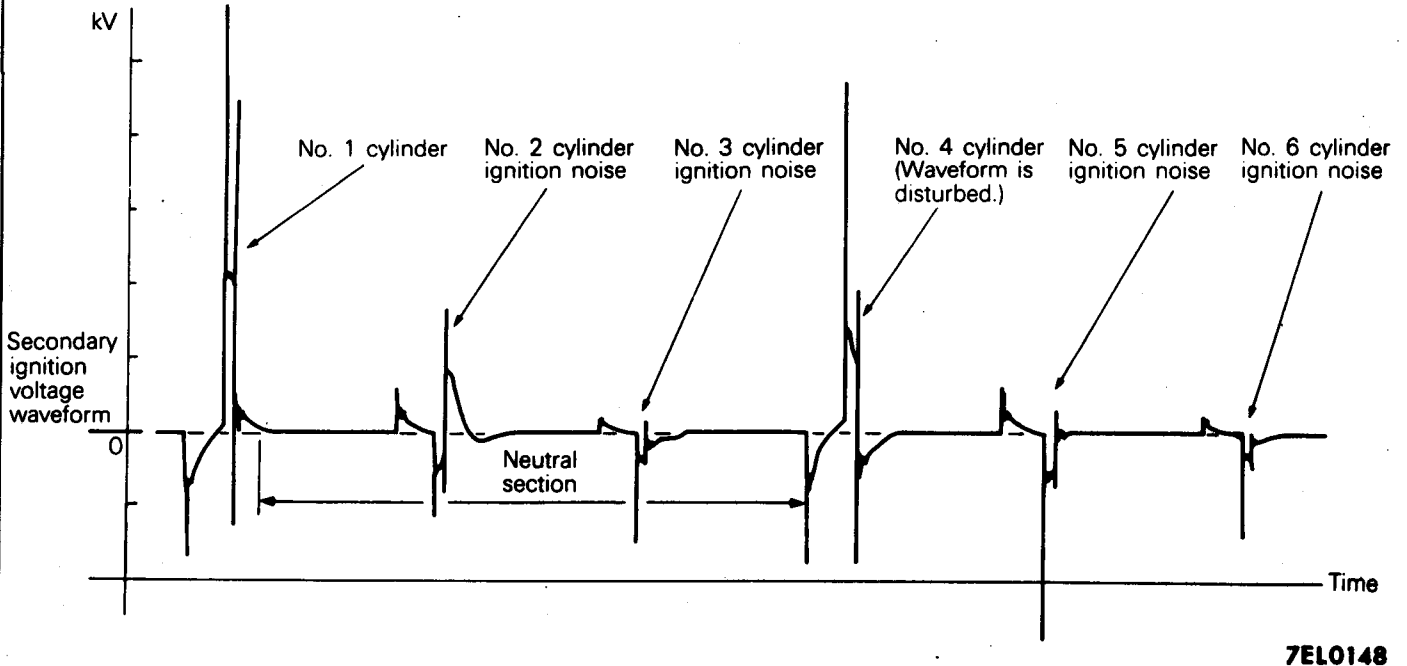 kV
No. 1 cylinder
No. 2 cylinder
ignition noise
No. 3 cylinder
ignition noise
No. 4 cylinder
(Waveform is
disturbed.)
No. 5 cylinder
ignition noise
No. 6 cylinder
ignition noise
Secondary
ignition
voltage
waveform
0
Neutral
section
Time
7EL0148